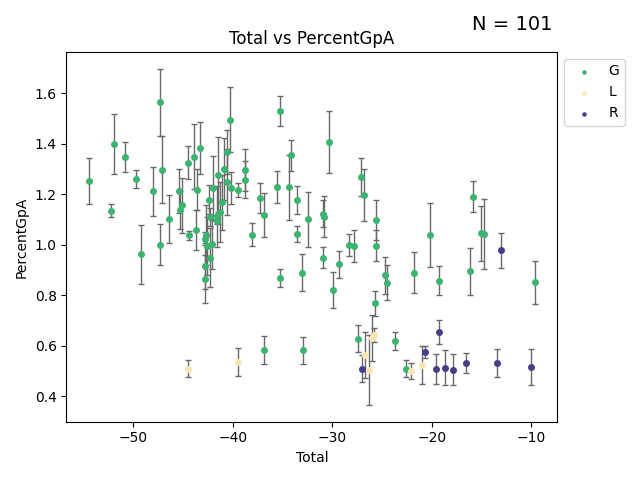 N = 101
Total vs PercentGpA
G
L
R
PercentGpA
1.6
1.4
1.2
1.0
0.8
0.6
0.4
−50 −40 −30 −20 −10
Total